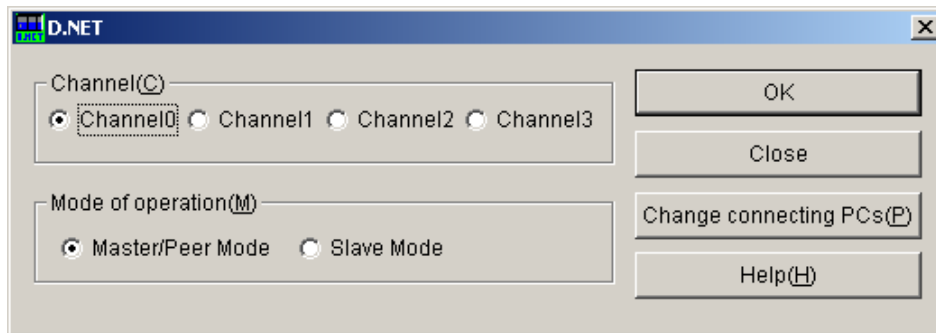 D.NET
Channel(C)
Channel0 Channel1 Channel2 Channel3
OK
Close
Mode of operation(M)
Master/Peer Mode Slave Mode
Change connecting PCs(P)
Help(H)